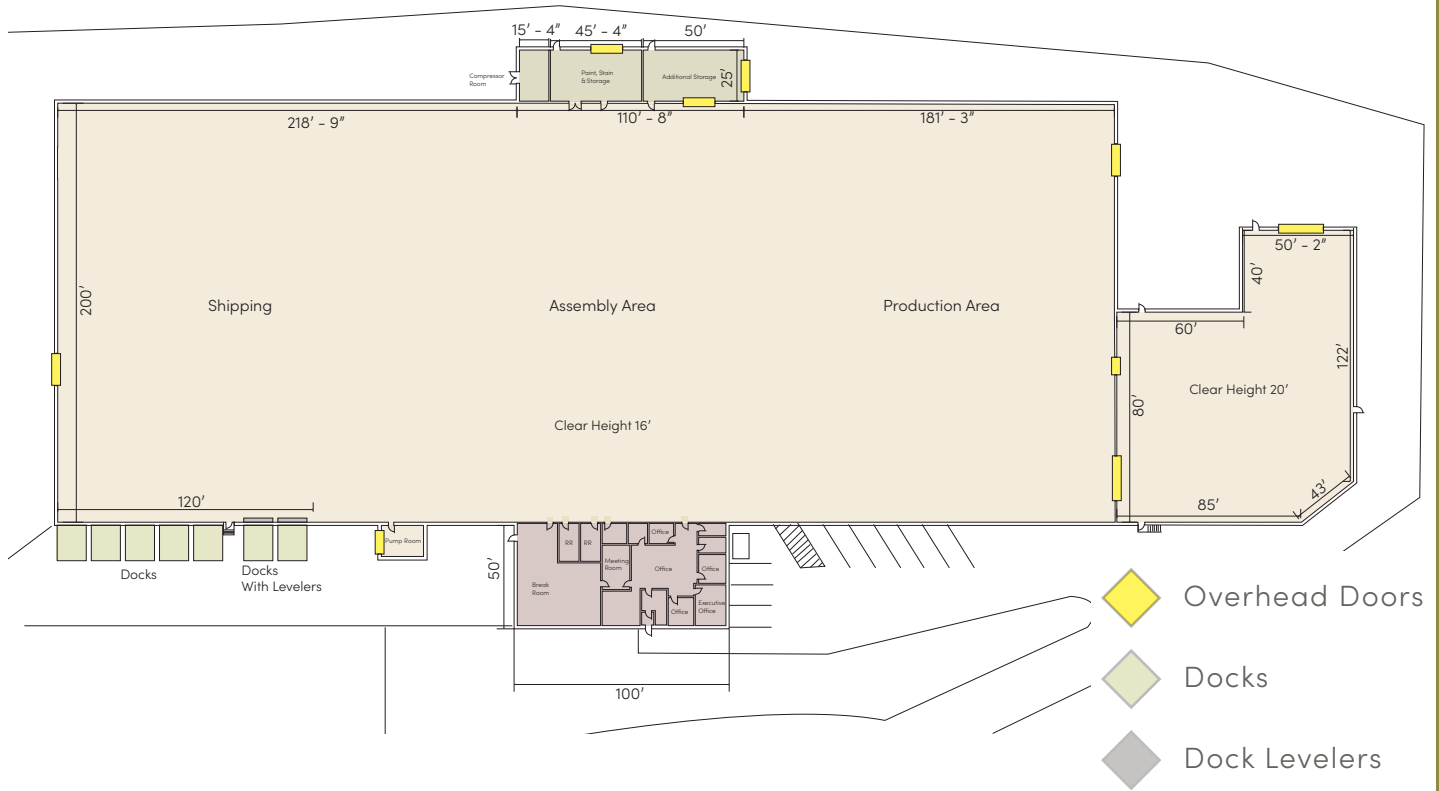 15′ - 4″ 45′ - 4″ 50′
Compressor
Room
Paint, Stain
& Storage
Additional Storage
25′
218′ - 9″
110′ - 8″
181′ - 3″
50′ - 2″
40′
200′
Shipping
Assembly Area
Production Area
60′
122′
Clear Height 20′
80′
Clear Height 16′
120′
85′
43′
Docks
Docks
With Levelers
Pump Room
50′
RR
RR
Office
Meeting
Room
Office
Office
Break
Room
Office
Executive
Office
100′
Overhead Doors
Docks
Dock Levelers